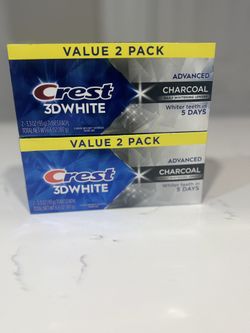 VALUE 2 PACK
Crest
3DWHITE
ADVANCED
CHARCOAL
Whiter teeth in
5 DAYS
VALUE 2 PACK
Crest
3DWHITE
ADVANCED
CHARCOAL
Whiter teeth in
5 DAYS